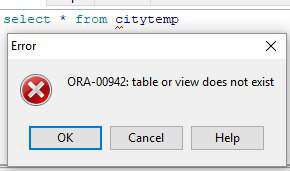 select * from citytemp
Error
ORA-00942: table or view does not exist
OK
Cancel
Help